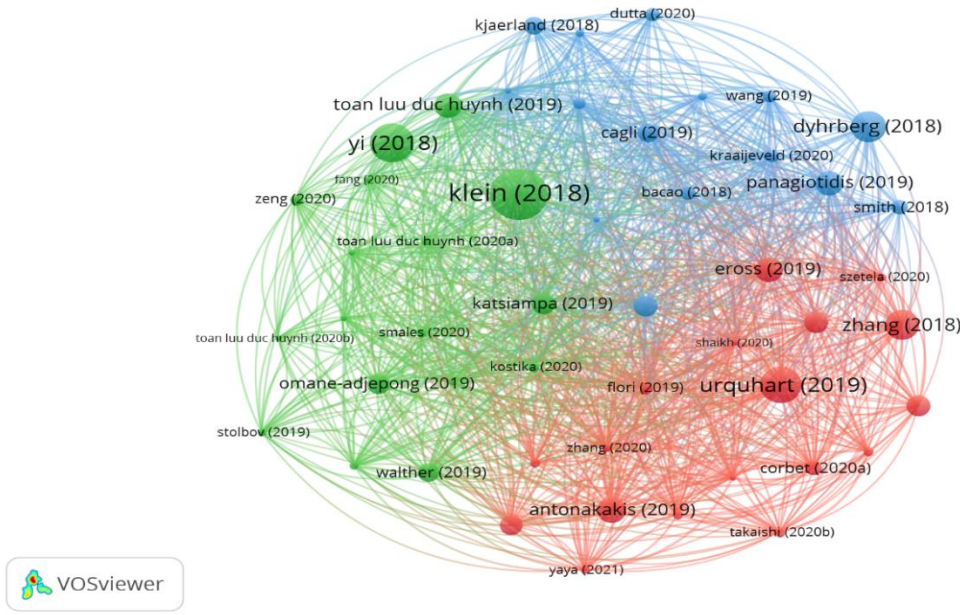 dutta (2020)
kjaerland (2018)
wang (2019)
toan luu duc huynh (2019)
dyhrberg (2018)
cagli (2019)
yi (2018)
kraaijeveld (2020)
fang (2020)
panagiotidis (2019)
klein (2018)
bacao (2018)
zeng (2020)
smith (2018)
toan luu duc huynh (2020a)
eross (2019)
szetela (2020)
katsiampa (2019)
zhang (2018)
smales (2020)
toan luu duc huynh (2020b)
shaikh (2020)
kostika (2020)
omane-adjepong (2019)
flori (2019)
urquhart (2019)
stolbov (2019)
zhang (2020)
walther (2019)
corbet (2020a)
antonakakis (2019)
takaishi (2020b)
yaya (2021)
VOSviewer